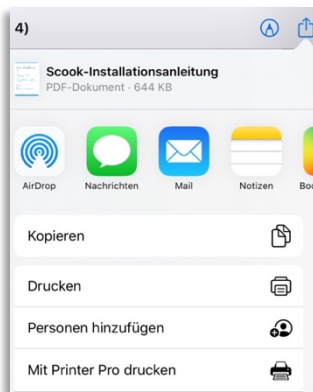 4)
Scook-Installationsanleitung
PDF-Dokument · 644 KB
AirDrop
Nachrichten
Mail
Notizen
Kopieren
Drucken
Personen hinzufügen
Mit Printer Pro drucken